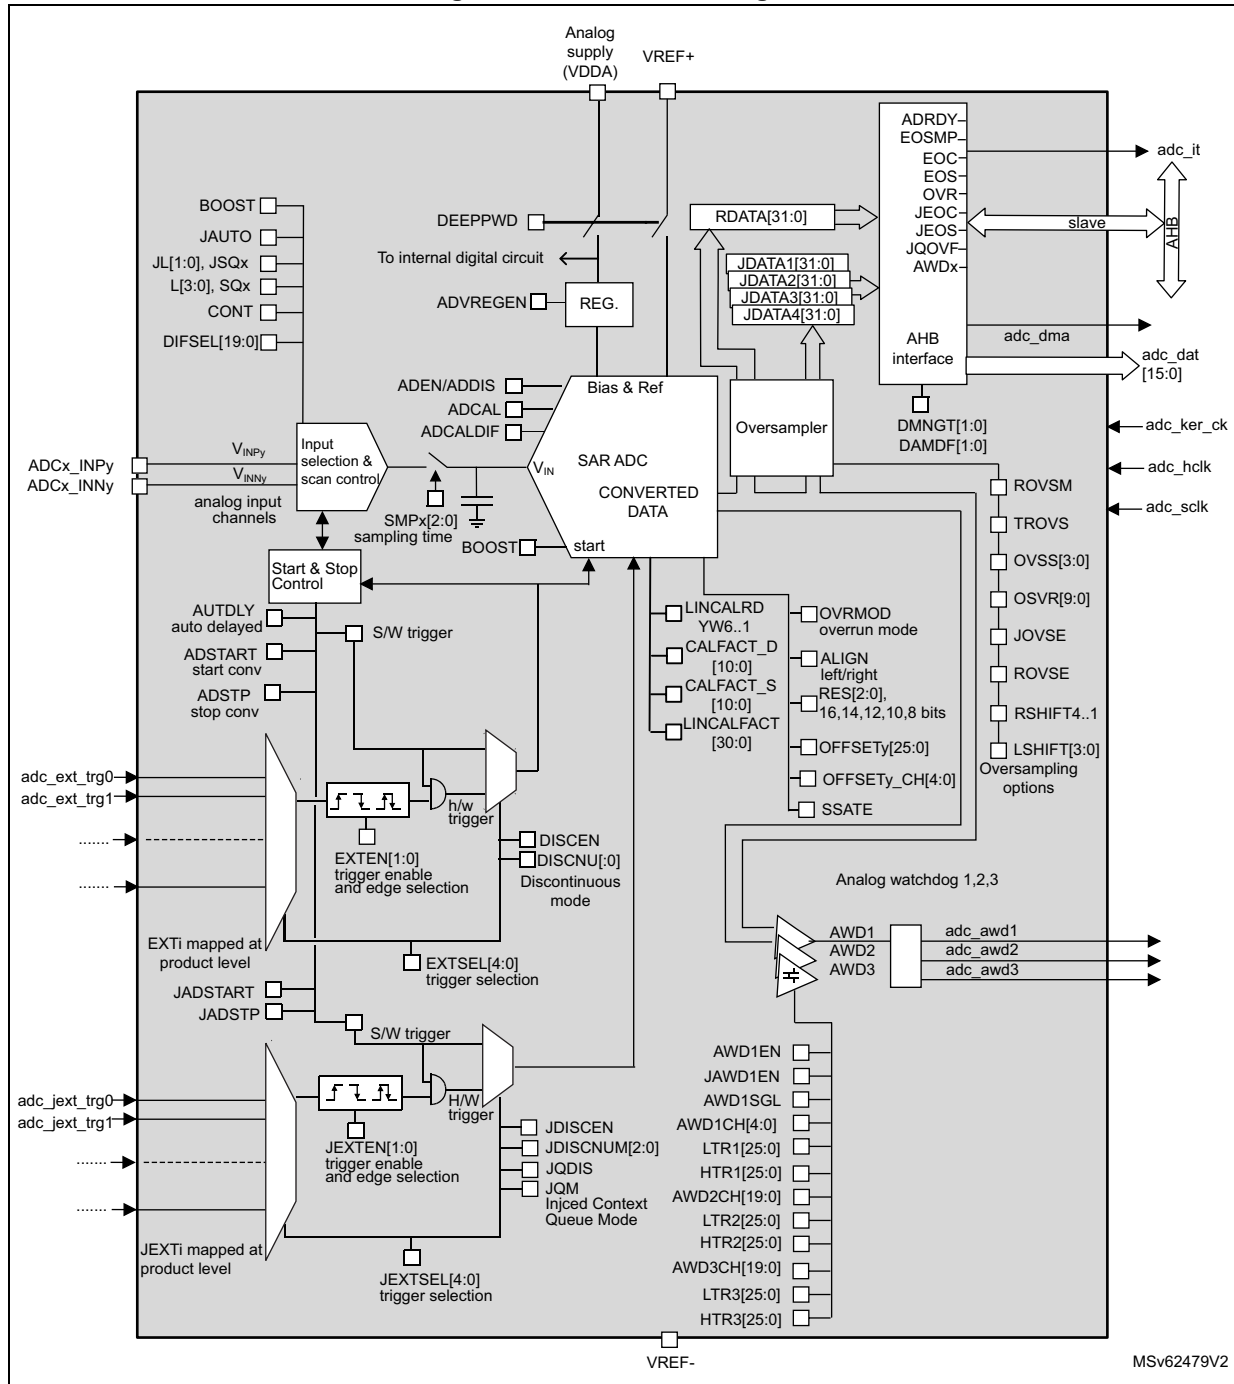 Analog
supply
(VDDA)
VREF+
ADRDY
EOSMP
EOC
EOS
OVR
JEOC
JEOS
JQOVF
AWDx
AHB
interface
adc_it
slave
AHB
adc_dma
adc_dat
[15:0]
DMNGT[1:0]
DAMDF[1:0]
adc_ker_ck
adc_hclk
adc_sclk
BOOST
JAUTO
JL[1:0], JSQx
L[3:0], SQx
CONT
DIFSEL[19:0]
DEEPPWD
To internal digital circuit
ADVREGEN
REG.
RDATA[31:0]
JDATA1[31:0]
JDATA2[31:0]
JDATA3[31:0]
JDATA4[31:0]
ADEN/ADDIS
ADCAL
ADCALDIF
Bias & Ref
Oversampler
ADCx_INPy
ADCx_INNy
VINPy
VINNy
analog input
channels
Input
selection &
scan control
SMPx[2:0]
sampling time
VIN
SAR ADC
CONVERTED
DATA
BOOST
start
ROVSM
TROVS
OVSS[3:0]
OSVR[9:0]
JOVSE
ROVSE
RSHIFT4..1
LSHIFT[3:0]
Oversampling
options
Start & Stop
Control
AUTDLY
auto delayed
ADSTART
start conv
ADSTP
stop conv
S/W trigger
LINCALRD
YW6..1
CALFACT_D
[10:0]
CALFACT_S
[10:0]
LINCALFACT
[30:0]
OVRMOD
overrun mode
ALIGN
left/right
RES[2:0],
16,14,12,10,8 bits
OFFSETy[25:0]
OFFSETy_CH[4:0]
SSATE
adc_ext_trg0
adc_ext_trg1
.......
.......
h/w
trigger
EXTEN[1:0]
trigger enable
and edge selection
DISCEN
DISCNU[:0]
Discontinuous
mode
EXTi mapped at
product level
EXTSEL[4:0]
trigger selection
Analog watchdog 1,2,3
AWD1
AWD2
AWD3
adc_awd1
adc_awd2
adc_awd3
JADSTART
JADSTP
S/W trigger
adc_jext_trg0
adc_jext_trg1
.......
.......
H/W
trigger
JEXTEN[1:0]
trigger enable
and edge selection
JDISCEN
JDISCNUM[2:0]
JQDIS
JQM
Injced Context
Queue Mode
JEXTi mapped at
product level
JEXTSEL[4:0]
trigger selection
AWD1EN
JAWD1EN
AWD1SGL
AWD1CH[4:0]
LTR1[25:0]
HTR1[25:0]
AWD2CH[19:0]
LTR2[25:0]
HTR2[25:0]
AWD3CH[19:0]
LTR3[25:0]
HTR3[25:0]
VREF-
MSv62479V2